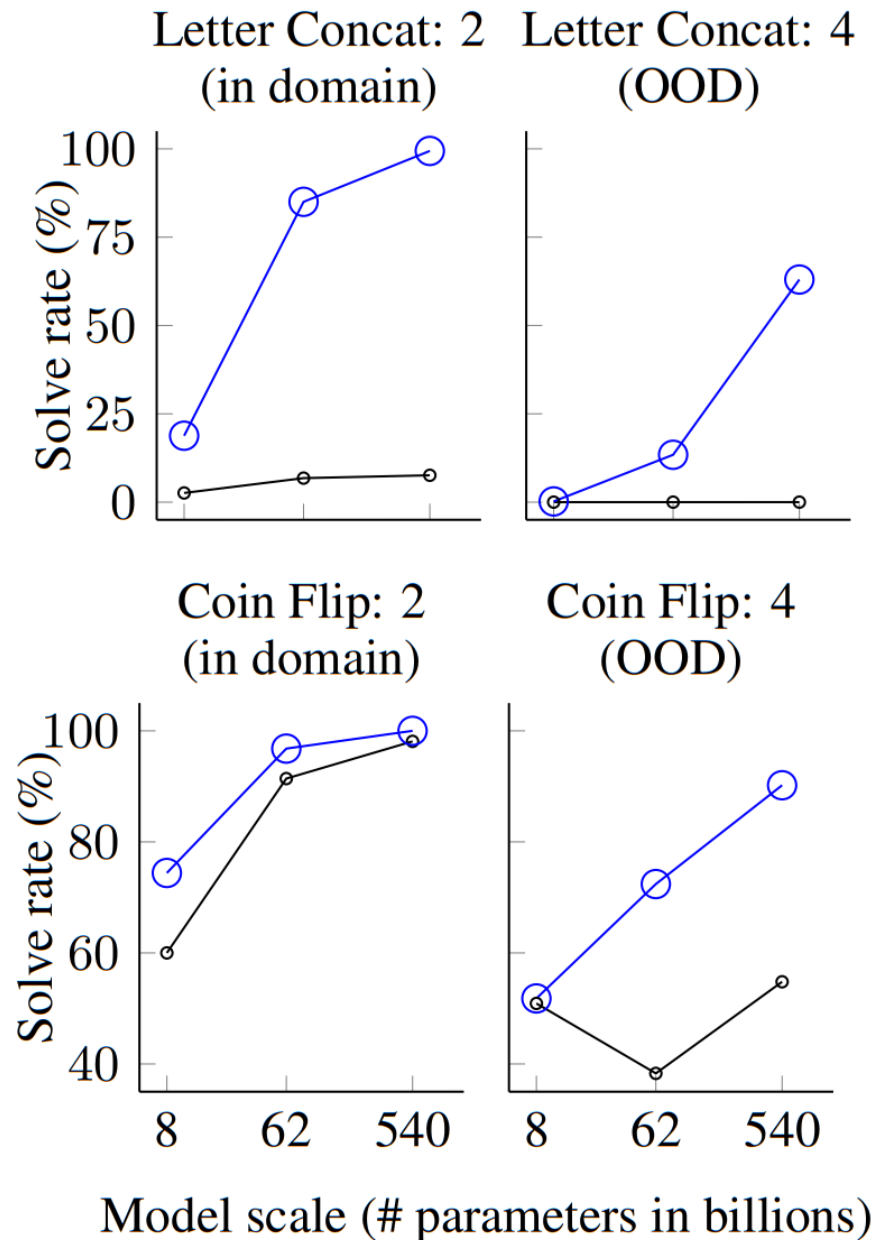 Letter Concat: 2
(in domain)
Letter Concat: 4
(OOD)
Solve rate (%)
100
75
50
25
0
Coin Flip: 2
(in domain)
Coin Flip: 4
(OOD)
Solve rate (%)
100
80
60
40
8 62 540
8 62 540
Model scale (# parameters in billions)